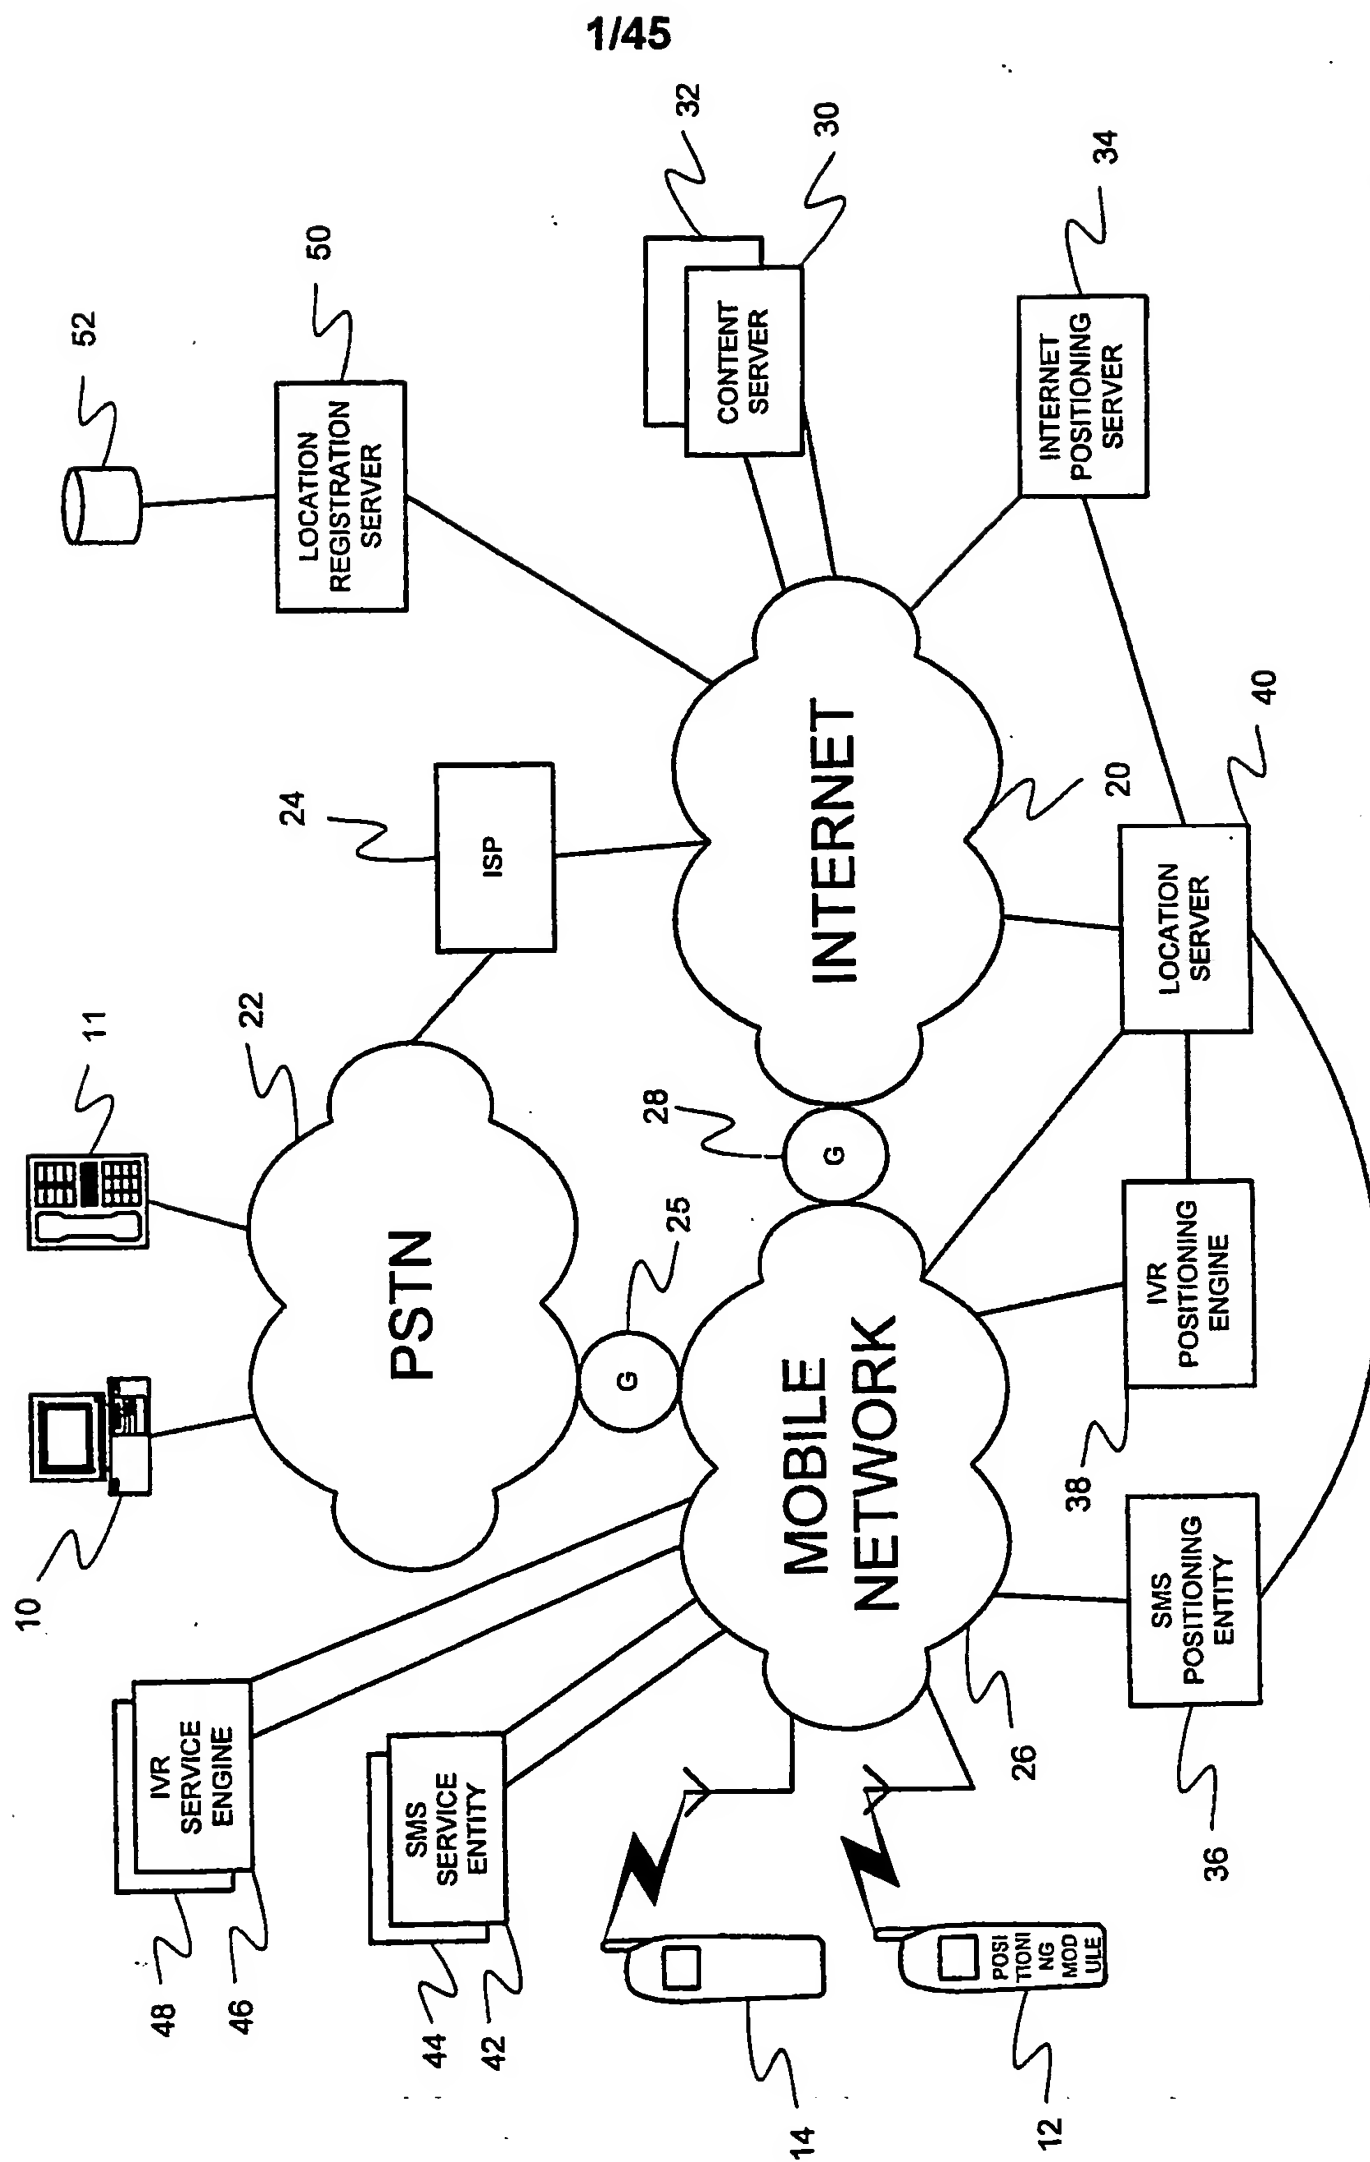 1/45
10
11
52
48
46
IVR
SERVICE
ENGINE
22
24
50
LOCATION
REGISTRATION
SERVER
44
42
SMS
SERVICE
ENTITY
PSTN
ISP
32
30
25
G
28
G
CONTENT
SERVER
14
MOBILE
NETWORK
INTERNET
12
POSI
TIONI
NG
MOD
ULE
26
20
34
INTERNET
POSITIONING
SERVER
36
SMS
POSITIONING
ENTITY
38
IVR
POSITIONING
ENGINE
LOCATION
SERVER
40